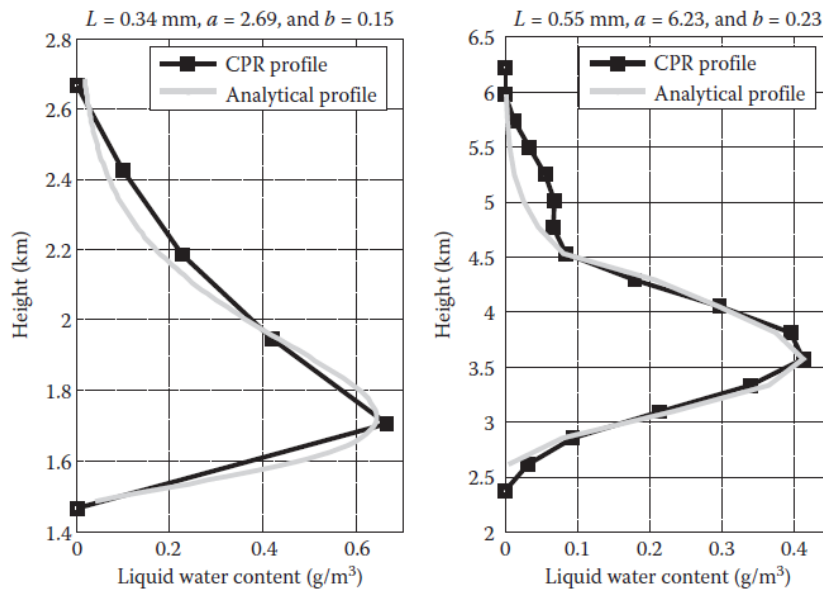 L = 0.34 mm, a = 2.69, and b = 0.15
2.8
2.6
2.4
2.2
2
1.8
1.6
1.4
Height (km)
CPR profile
Analytical profile
0
0.2
0.4
0.6
Liquid water content (g/m³)
L = 0.55 mm, a = 6.23, and b = 0.23
6.5
6
5.5
5
4.5
4
3.5
3
2.5
2
Height (km)
CPR profile
Analytical profile
0
0.1
0.2
0.3
0.4
Liquid water content (g/m³)